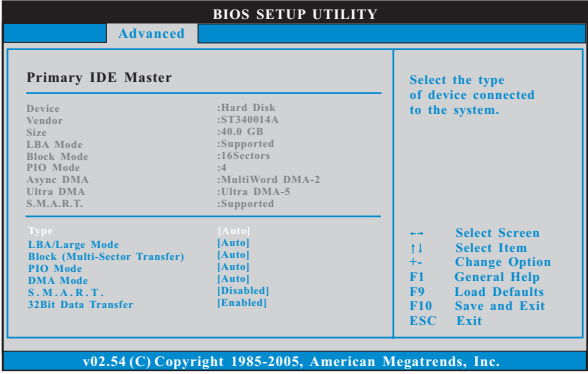 BIOS SETUP UTILITY
Advanced
Primary IDE Master
Device :Hard Disk
Vendor :ST340014A
Size :40.0 GB
LBA Mode :Supported
Block Mode :16Sectors
PIO Mode :4
Async DMA :MultiWord DMA-2
Ultra DMA :Ultra DMA-5
S.M.A.R.T. :Supported
Type [Auto]
LBA/Large Mode [Auto]
Block (Multi-Sector Transfer) [Auto]
PIO Mode [Auto]
DMA Mode [Auto]
S.M.A.R.T. [Disabled]
32Bit Data Transfer [Enabled]
Select the type
of device connected
to the system.
←→ Select Screen
↑↓ Select Item
+- Change Option
F1 General Help
F9 Load Defaults
F10 Save and Exit
ESC Exit
v02.54 (C) Copyright 1985-2005, American Megatrends, Inc.